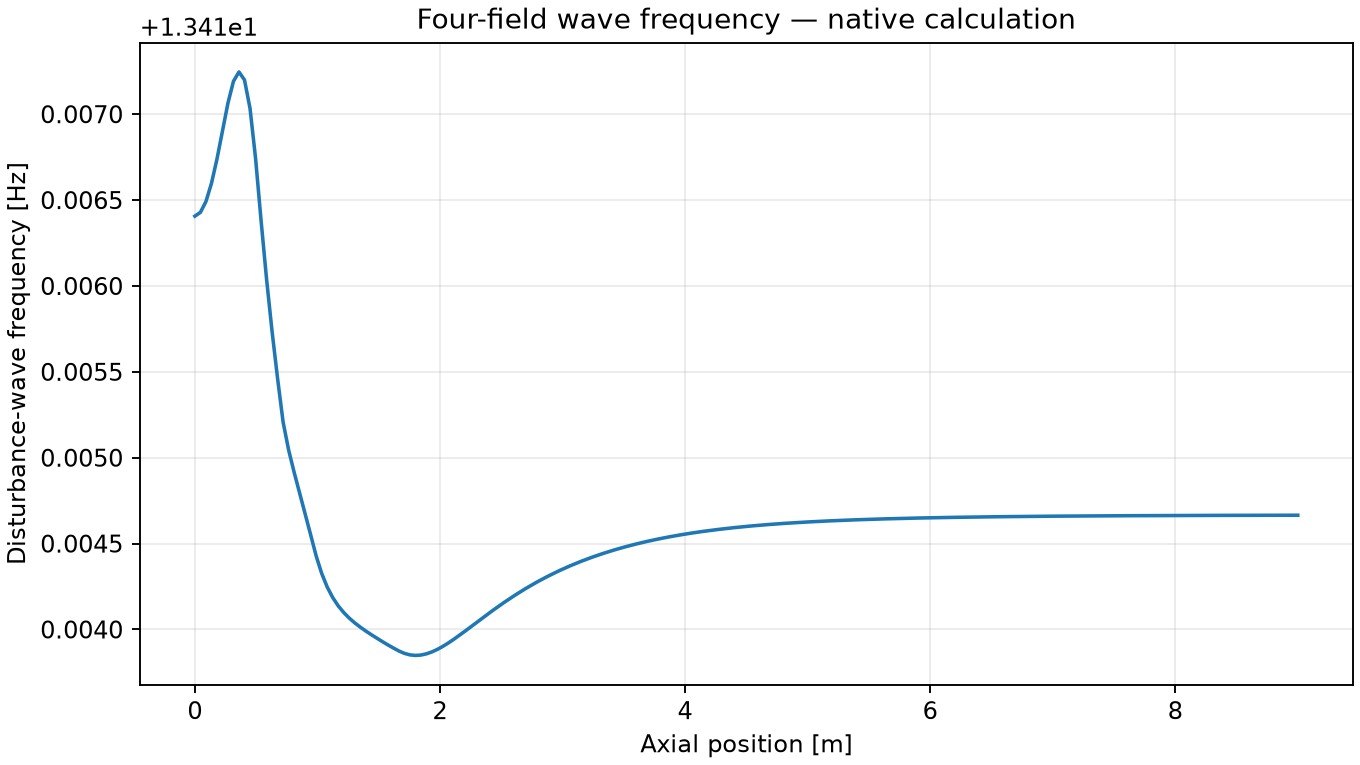 Four-field wave frequency — native calculation
+1.341e1
0.0070
0.0065
0.0060
0.0055
0.0050
0.0045
0.0040
Disturbance-wave frequency [Hz]
0 2 4 6 8
Axial position [m]